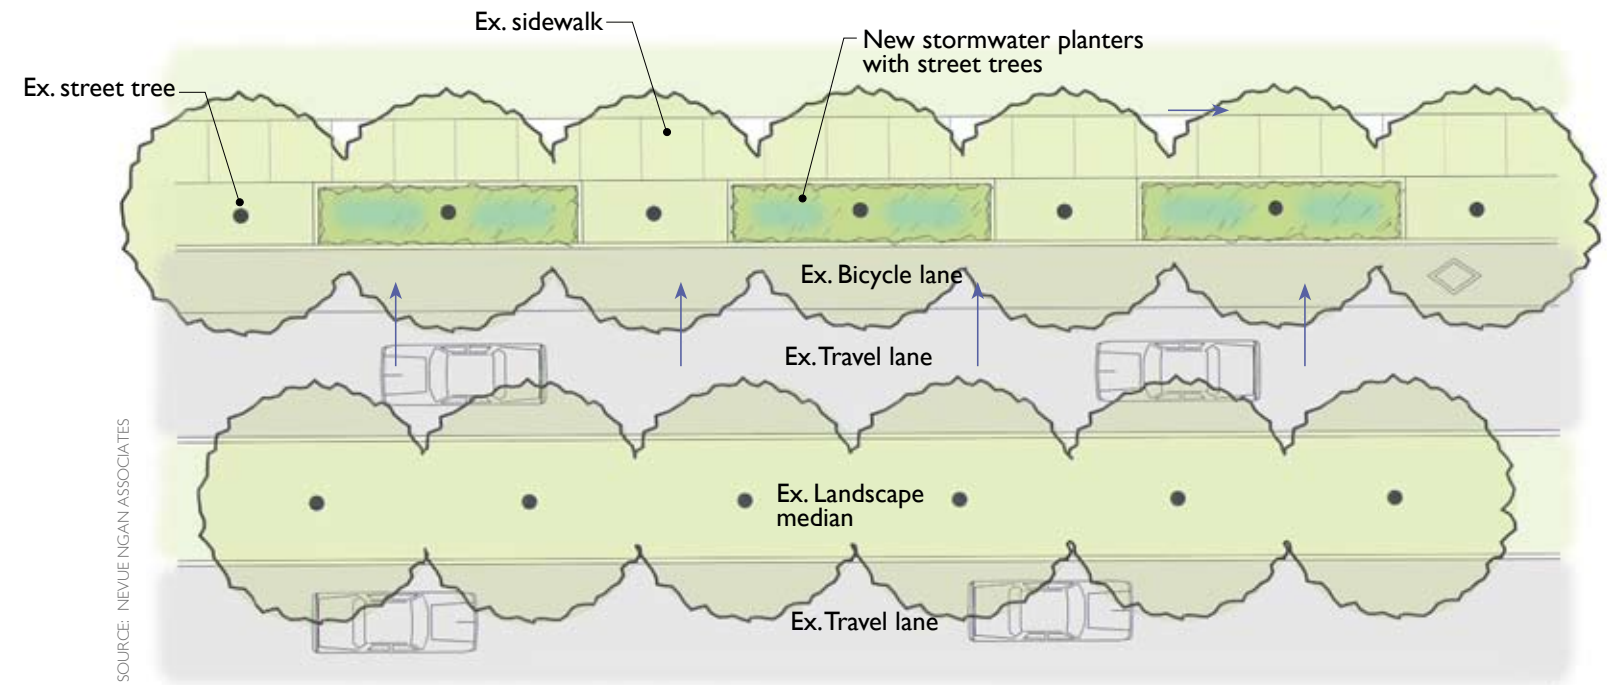 Ex. sidewalk
New stormwater planters
with street trees
Ex. street tree
Ex. Bicycle lane
Ex. Travel lane
Ex. Landscape
median
Ex. Travel lane
SOURCE: NEVUE NGAN ASSOCIATES